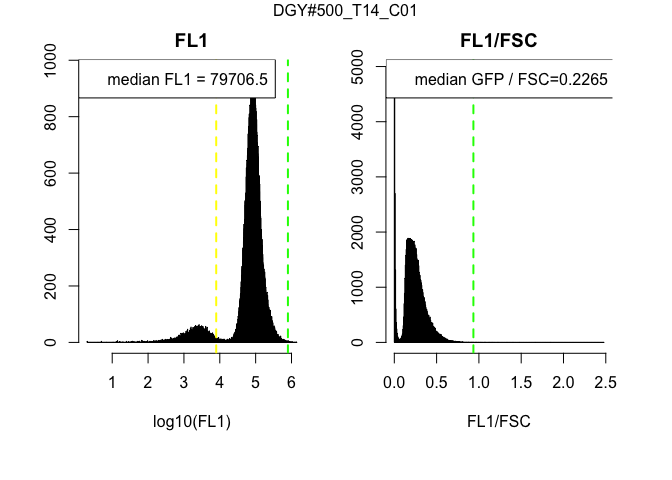 DGY#500_T14_C01
FL1
median FL1 = 79706.5
0
200
400
600
800
1000
1 2 3 4 5 6
log10(FL1)
FL1/FSC
median GFP / FSC=0.2265
0
1000
2000
3000
4000
5000
0.0 0.5 1.0 1.5 2.0 2.5
FL1/FSC